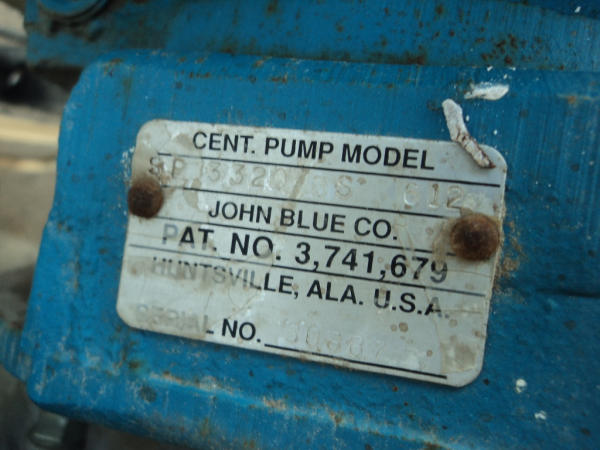 CENT. PUMP MODEL
JOHN BLUE CO.
PAT. NO. 3,741,679
HUNTSVILLE, ALA. U.S.A.
SERIAL NO.